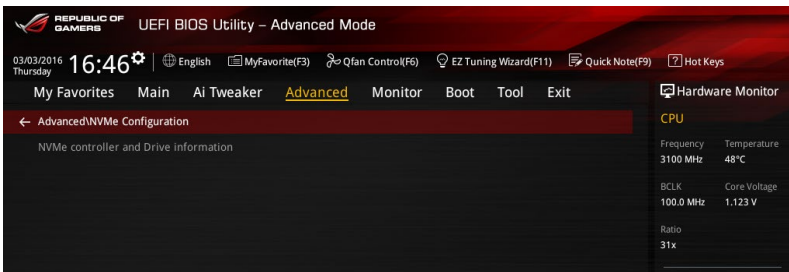 REPUBLIC OF
GAMERS
UEFI BIOS Utility – Advanced Mode
03/03/2016
Thursday
16:46
English
MyFavorite(F3)
Qfan Control(F6)
EZ Tuning Wizard(F11)
Quick Note(F9)
? Hot Keys
My Favorites Main Ai Tweaker Advanced Monitor Boot Tool Exit
← Advanced\NVMe Configuration
NVMe controller and Drive information
Hardware Monitor
CPU
Frequency Temperature
3100 MHz 48°C
BCLK Core Voltage
100.0 MHz 1.123 V
Ratio
31x